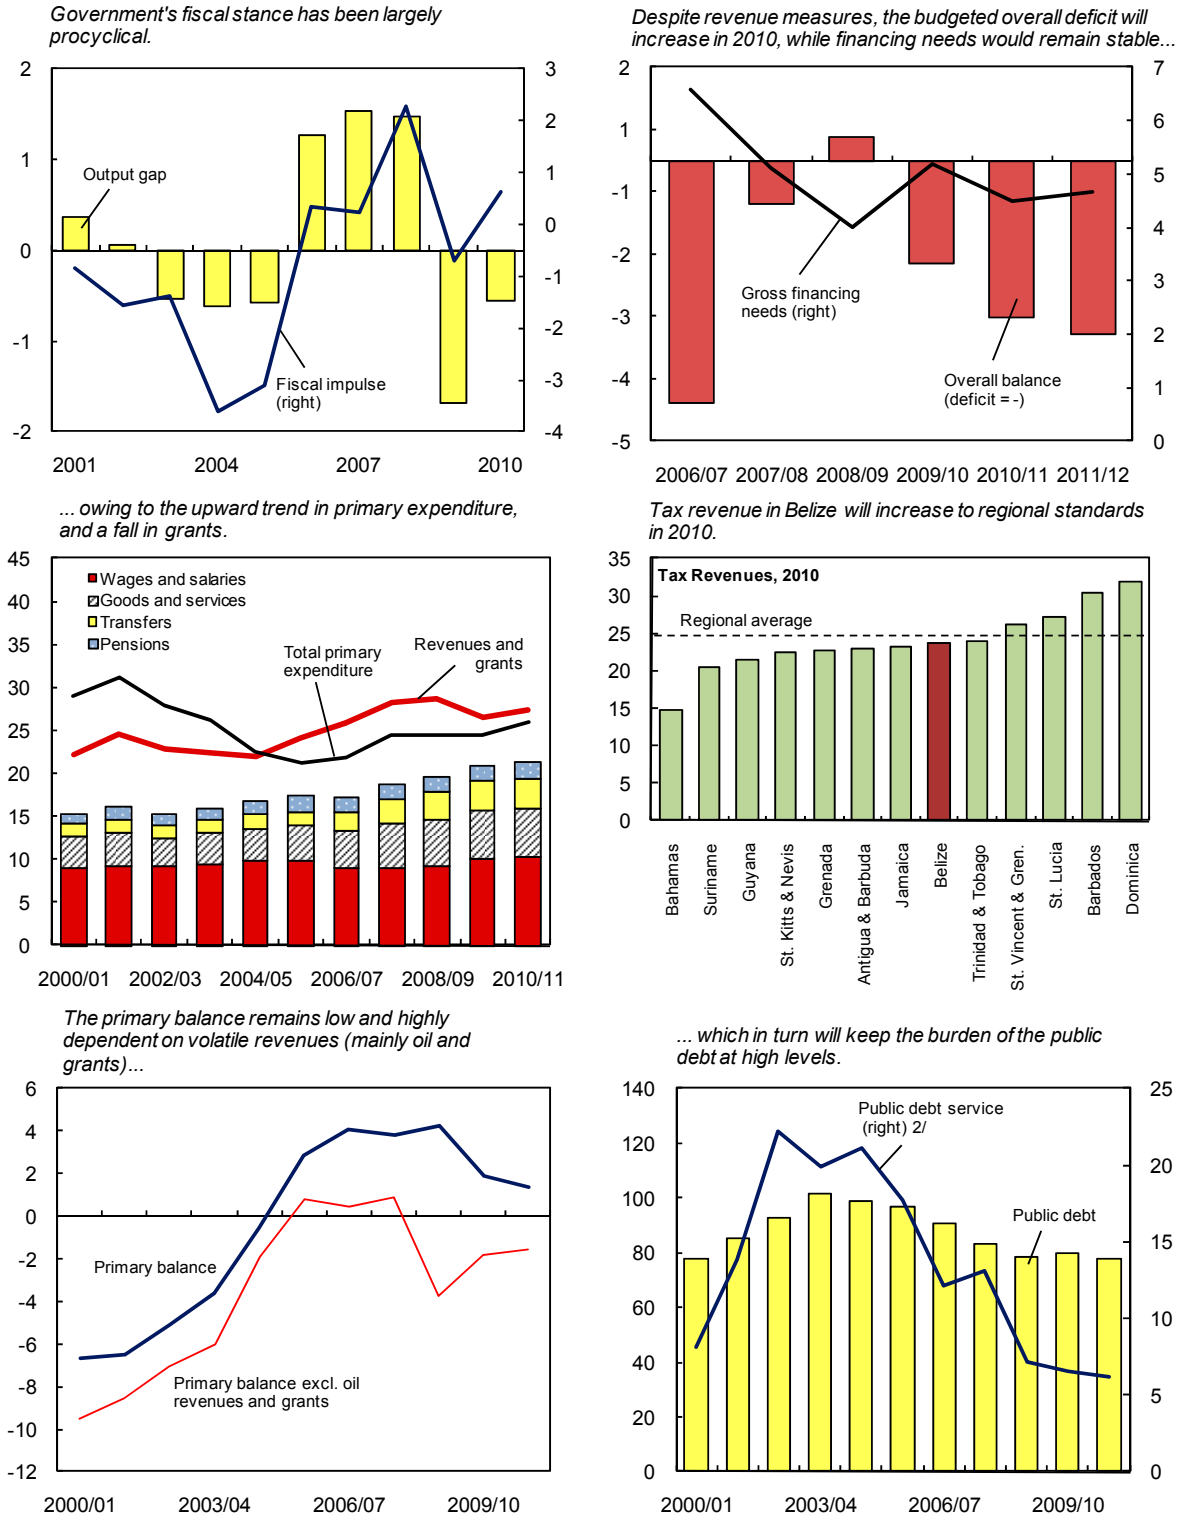 Government's fiscal stance has been largely
procyclical.
2
1
0
-1
-2
3
2
1
0
-1
-2
-3
-4
Output gap
Fiscal impulse
(right)
2001 2004 2007 2010
Despite revenue measures, the budgeted overall deficit will
increase in 2010, while financing needs would remain stable...
2
1
-1
-2
-3
-4
-5
7
6
5
4
3
2
1
0
Gross financing
needs (right)
Overall balance
(deficit = -)
2006/07 2007/08 2008/09 2009/10 2010/11 2011/12
... owing to the upward trend in primary expenditure,
and a fall in grants.
45
40
35
30
25
20
15
10
5
0
Wages and salaries
Goods and services
Transfers
Pensions
Total primary
expenditure
Revenues and
grants
2000/01 2002/03 2004/05 2006/07 2008/09 2010/11
Tax revenue in Belize will increase to regional standards
in 2010.
35
30
25
20
15
10
5
0
Tax Revenues, 2010
Regional average
Bahamas
Suriname
Guyana
St. Kitts & Nevis
Grenada
Antigua & Barbuda
Jamaica
Belize
Trinidad & Tobago
St. Vincent & Gren.
St. Lucia
Barbados
Dominica
The primary balance remains low and highly
dependent on volatile revenues (mainly oil and
grants)...
6
4
2
0
-2
-4
-6
-8
-10
-12
Primary balance
Primary balance excl. oil
revenues and grants
2000/01 2003/04 2006/07 2009/10
... which in turn will keep the burden of the public
debt at high levels.
140
120
100
80
60
40
20
0
25
20
15
10
5
0
Public debt service
(right) 2/
Public debt
2000/01 2003/04 2006/07 2009/10